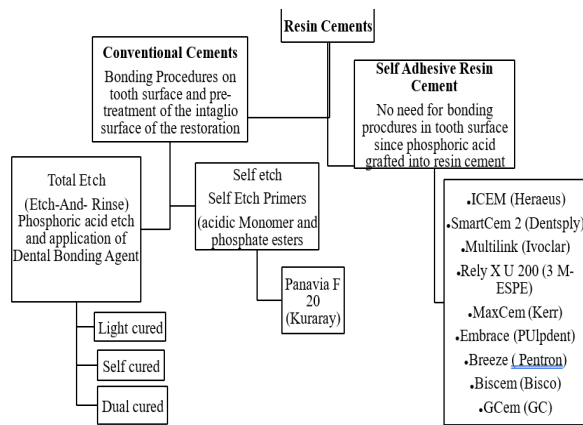 Resin Cements
Conventional Cements
Bonding Procedures on
tooth surface and pre-
treatment of the intaglio
surface of the restoration
Self Adhesive Resin
Cement
No need for bonding
procdures in tooth surface
since phosphoric acid
grafted into resin cement
Total Etch
(Etch-And- Rinse)
Phosphoric acid etch
and application of
Dental Bonding Agent
Self etch
Self Etch Primers
(acidic Monomer and
phosphate esters
Panavia F
20
(Kuraray)
Light cured
Self cured
Dual cured
•ICEM (Heraeus)
•SmartCem 2 (Dentsply)
•Multilink (Ivoclar)
•Rely X U 200 (3 M-
ESPE)
•MaxCem (Kerr)
•Embrace (PUlpdent)
•Breeze ( Pentron)
•Biscem (Bisco)
•GCem (GC)